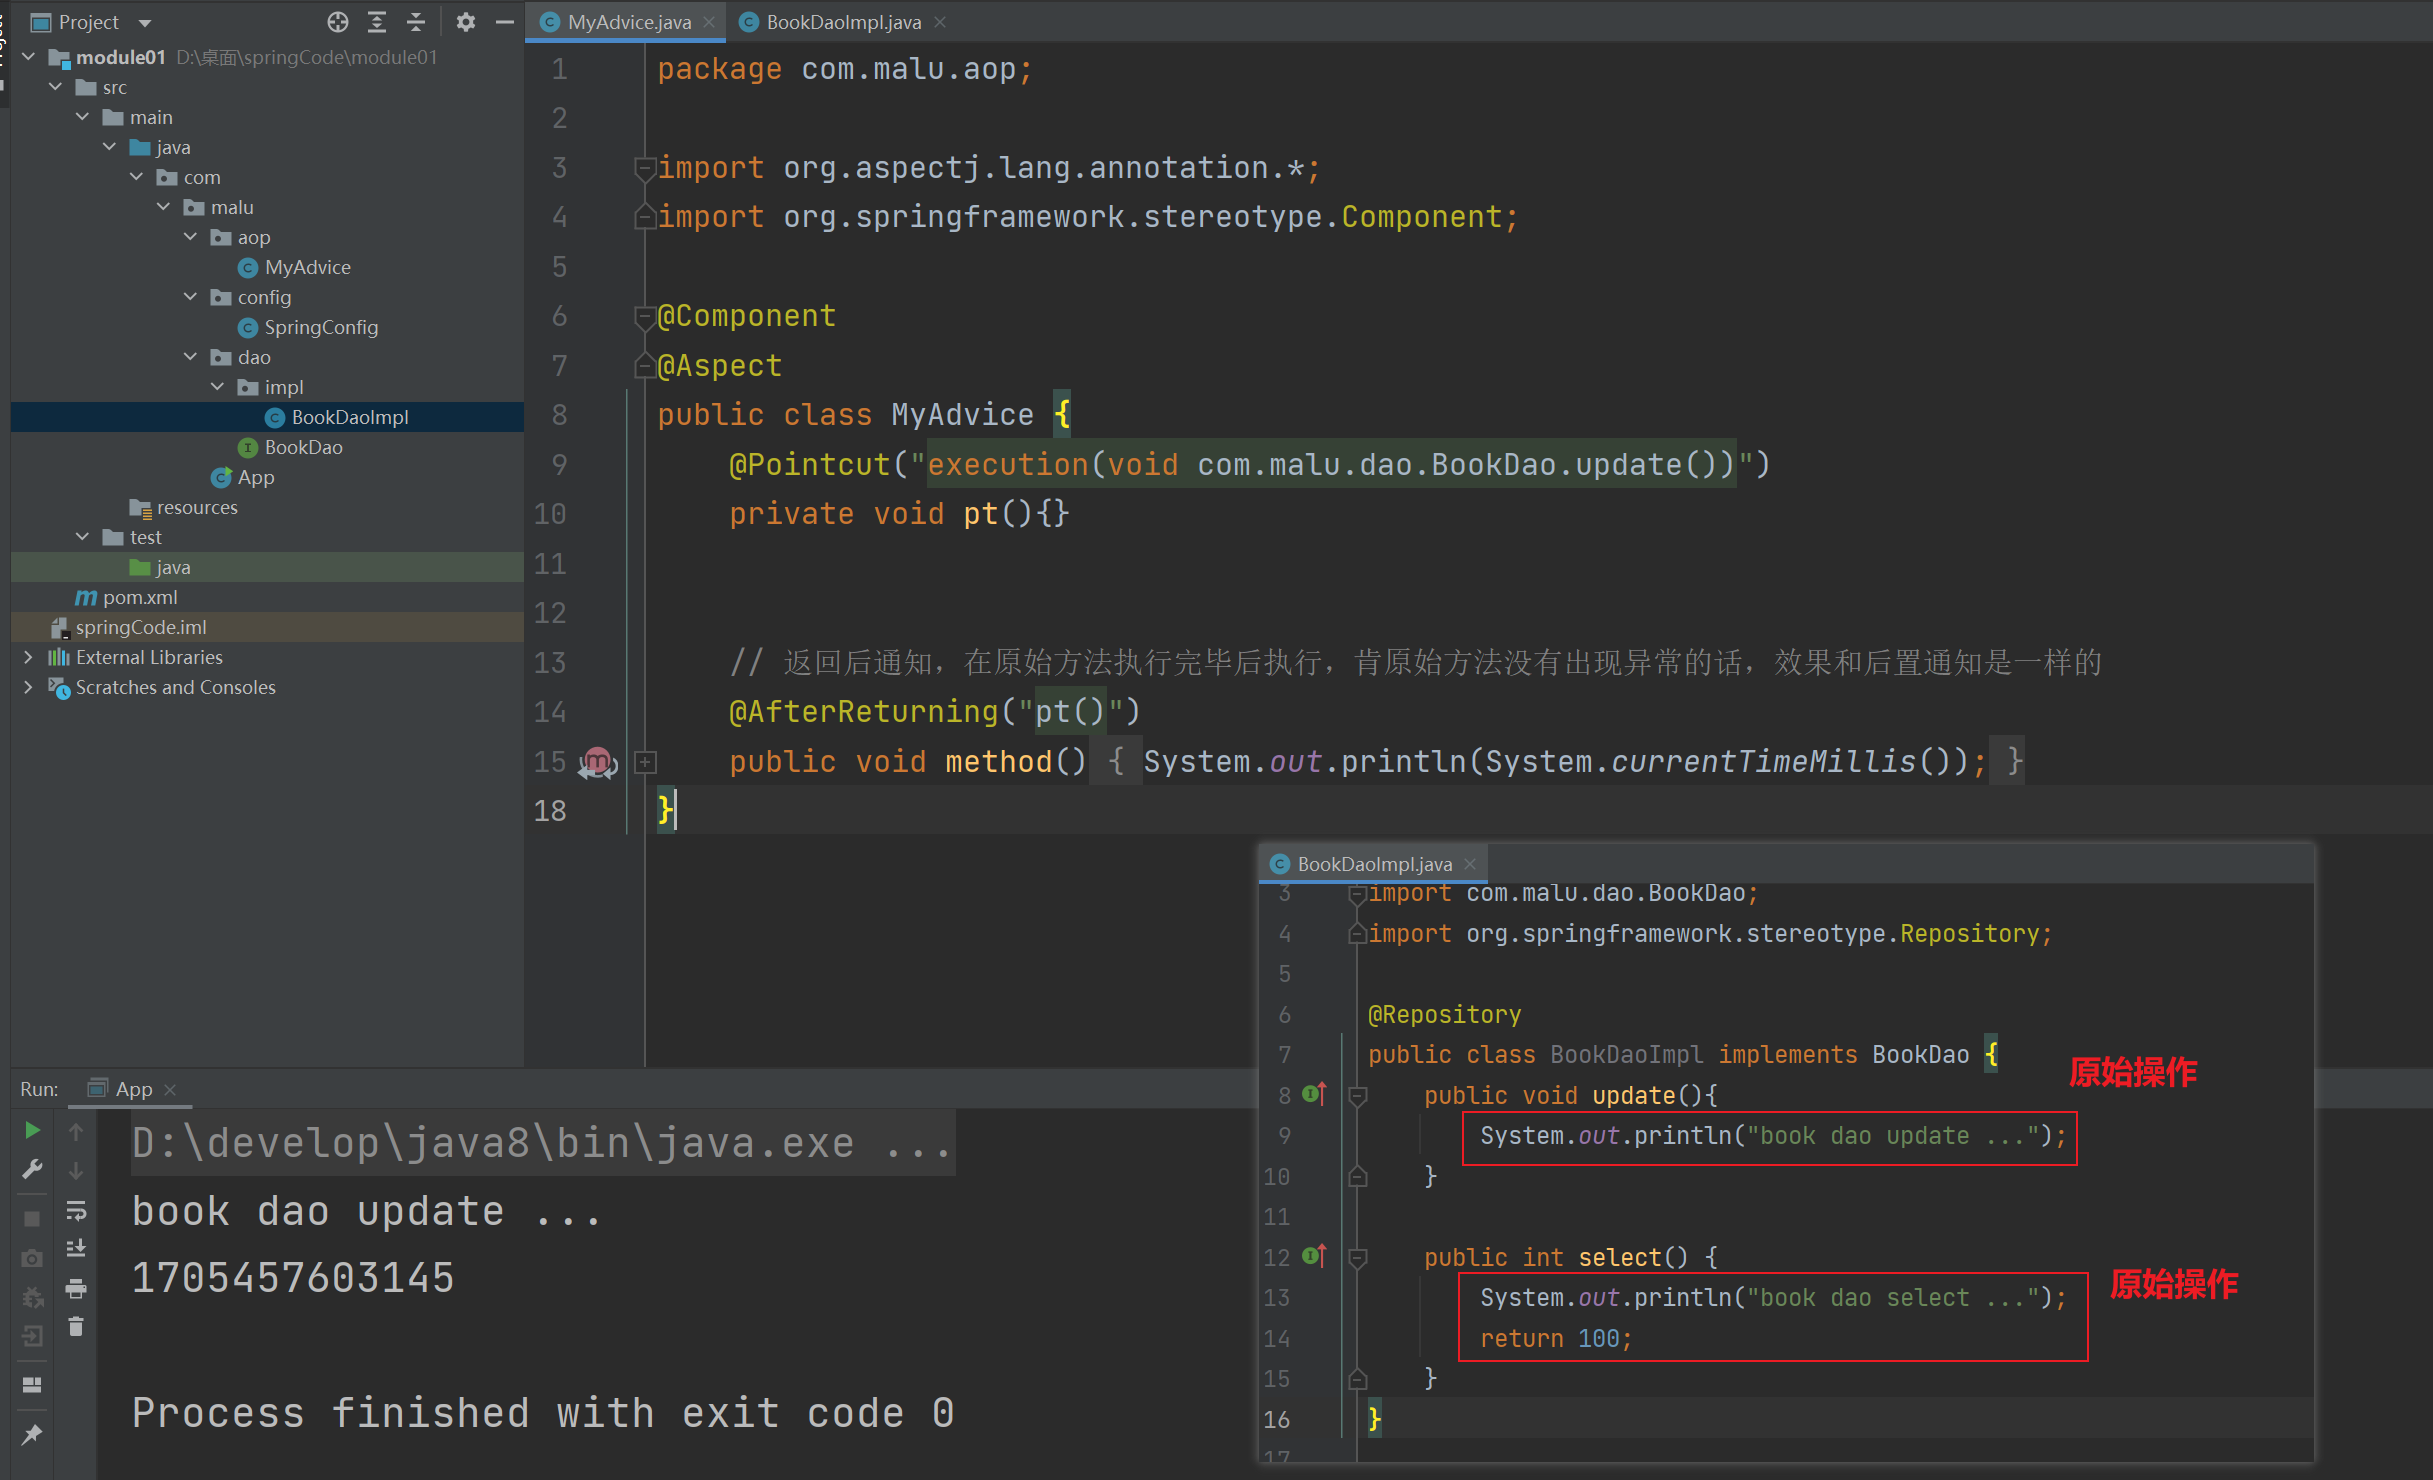 Project
module01 D:\桌面\springCode\module01
src
main
java
com
malu
aop
MyAdvice
config
SpringConfig
dao
impl
BookDaoImpl
BookDao
App
resources
test
java
pom.xml
springCode.iml
External Libraries
Scratches and Consoles
MyAdvice.java
BookDaoImpl.java
1 package com.malu.aop;
2
3 import org.aspectj.lang.annotation.*;
4 import org.springframework.stereotype.Component;
5
6 @Component
7 @Aspect
8 public class MyAdvice {
9 @Pointcut("execution(void com.malu.dao.BookDao.update())")
10 private void pt(){}
11
12
13 // 返回后通知，在原始方法执行完毕后执行，肯原始方法没有出现异常的话，效果和后置通知是一样的
14 @AfterReturning("pt()")
15 public void method() { System.out.println(System.currentTimeMillis()); }
18 }
Run: App
D:\develop\java8\bin\java.exe ...
book dao update ...
1705457603145
Process finished with exit code 0
BookDaoImpl.java
3 import com.malu.dao.BookDao;
4 import org.springframework.stereotype.Repository;
5
6 @Repository
7 public class BookDaoImpl implements BookDao {
原始操作
8 public void update(){
9 System.out.println("book dao update ...");
10 }
11
12 public int select() {
13 System.out.println("book dao select ...");
原始操作
14 return 100;
15 }
16 }
17